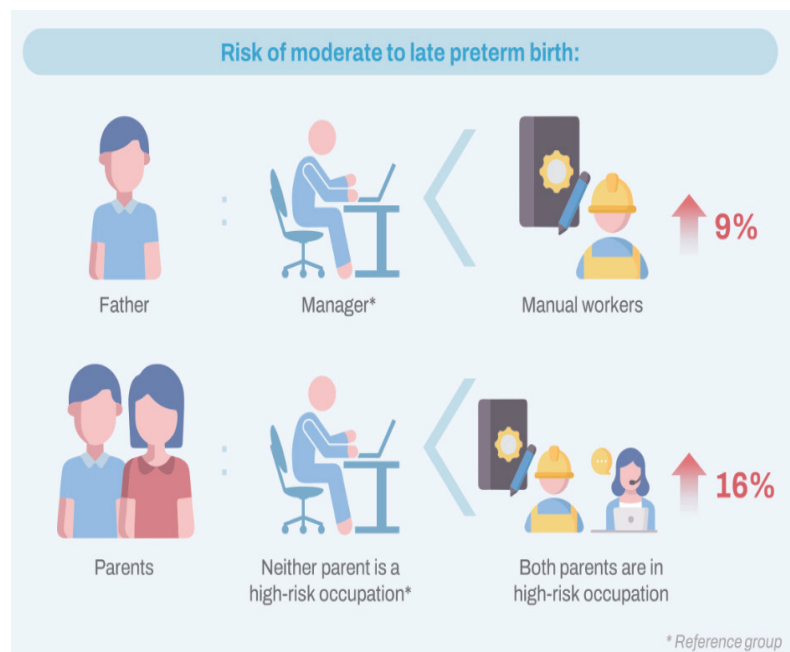 Risk of moderate to late preterm birth:
:
9%
Father
Manager*
Manual workers
:
16%
Parents
Neither parent is a
high-risk occupation*
Both parents are in
high-risk occupation
* Reference group